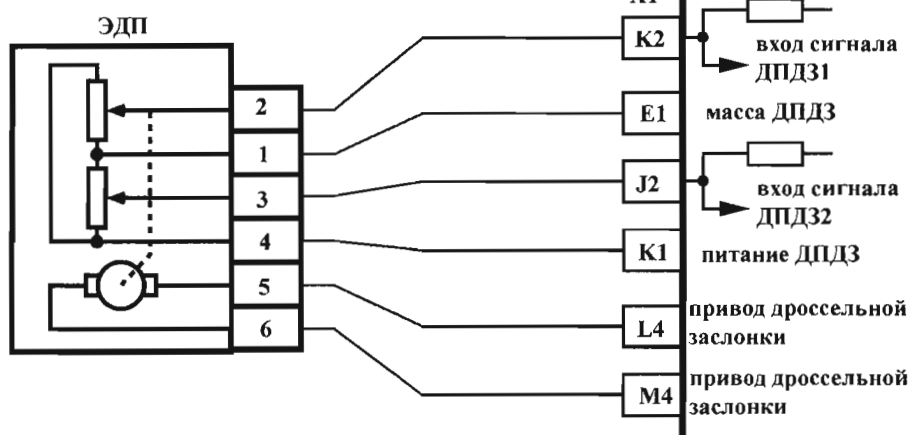 ЭДП
K2
вход сигнала
ДПДЗ1
2
E1
масса ДПДЗ
1
3
J2
вход сигнала
ДПДЗ2
4
K1
питание ДПДЗ
5
L4
привод дроссельной
заслонки
6
M4
привод дроссельной
заслонки